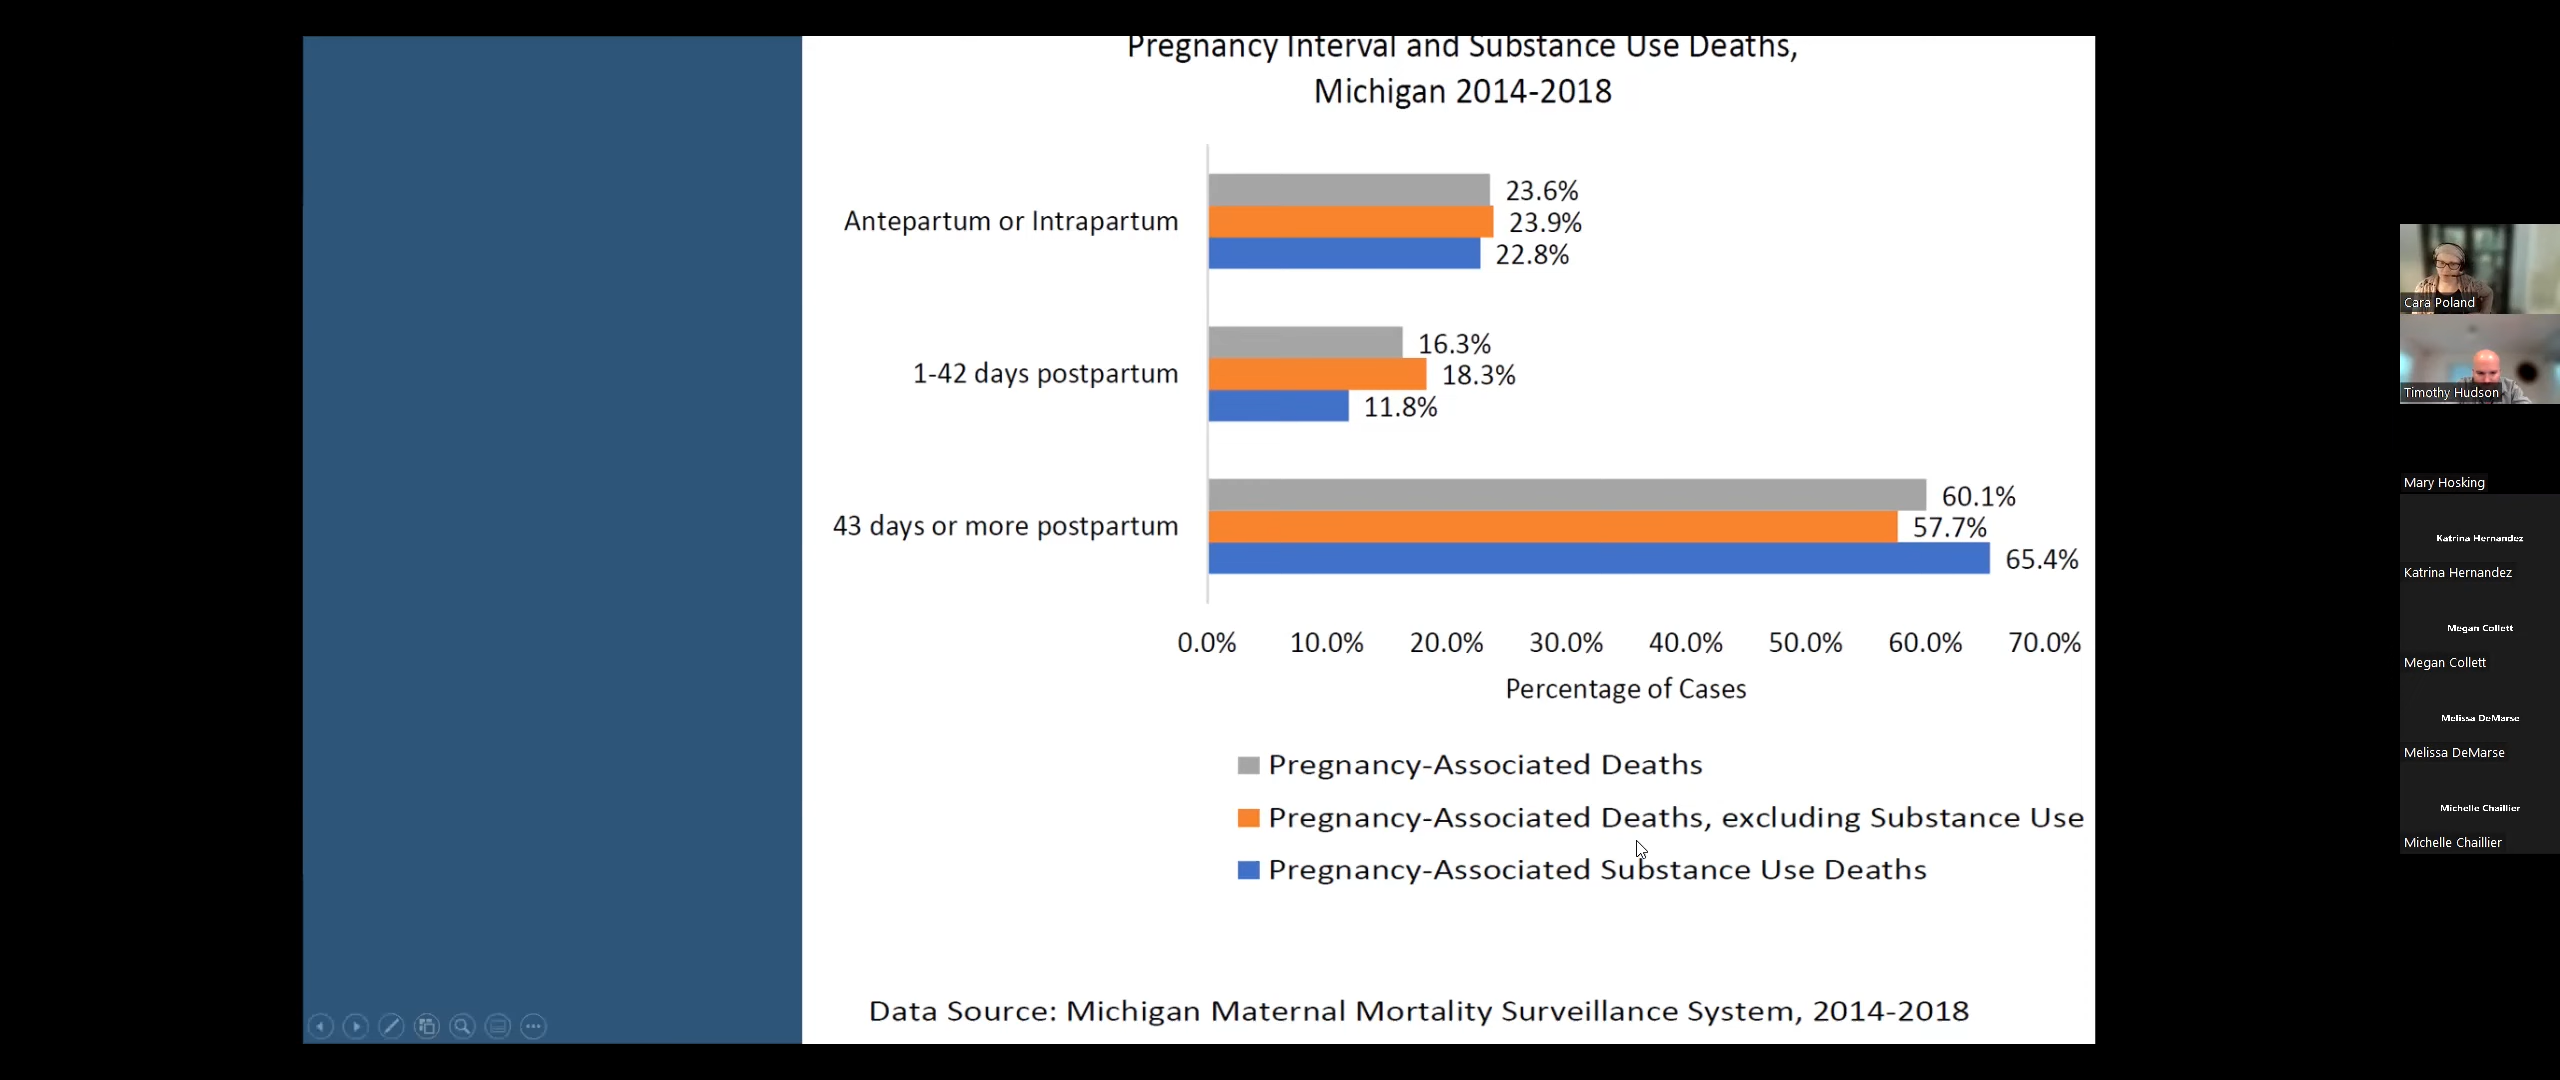 Pregnancy Interval and Substance Use Deaths,
Michigan 2014-2018
Antepartum or Intrapartum
23.6%
23.9%
22.8%
1-42 days postpartum
16.3%
18.3%
11.8%
43 days or more postpartum
60.1%
57.7%
65.4%
0.0% 10.0% 20.0% 30.0% 40.0% 50.0% 60.0% 70.0%
Percentage of Cases
Pregnancy-Associated Deaths
Pregnancy-Associated Deaths, excluding Substance Use
Pregnancy-Associated Substance Use Deaths
Data Source: Michigan Maternal Mortality Surveillance System, 2014-2018
Cara Poland
Timothy Hudson
Mary Hosking
Katrina Hernandez
Katrina Hernandez
Megan Collett
Megan Collett
Melissa DeMarse
Melissa DeMarse
Michelle Chaillier
Michelle Chaillier